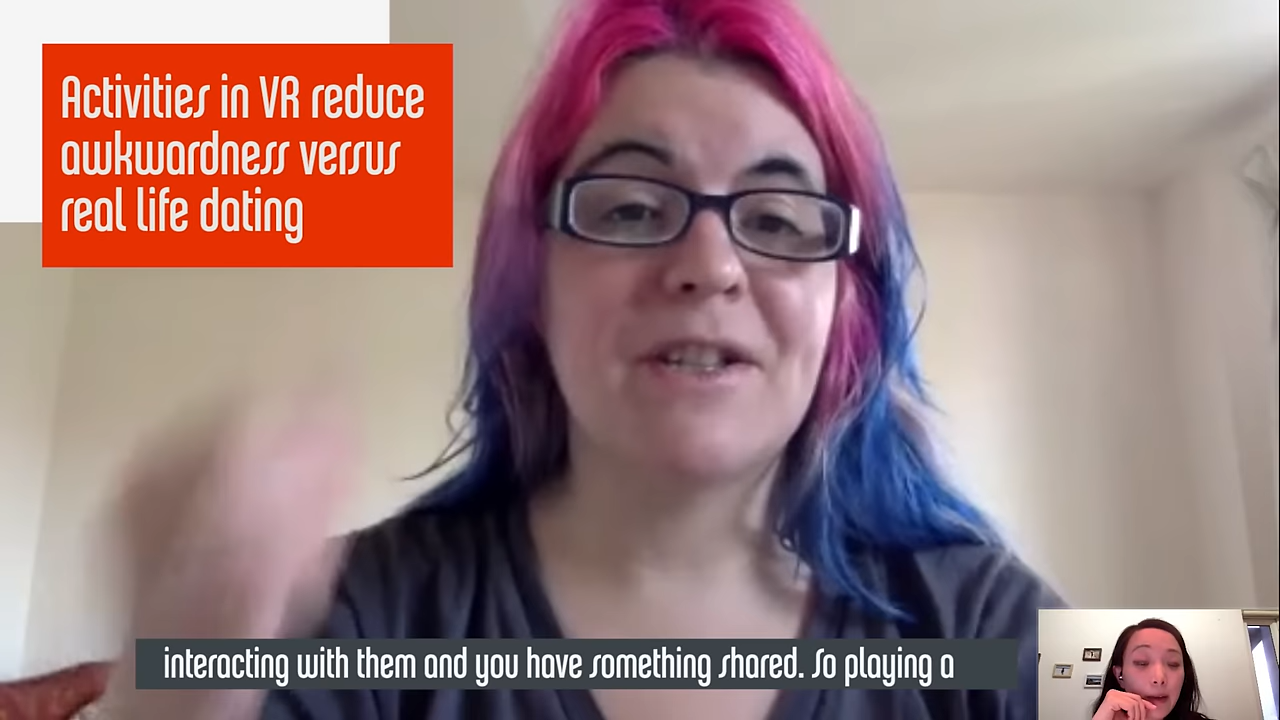 Activities in VR reduce
awkwardness versus
real life dating
interacting with them and you have something shared. So playing a